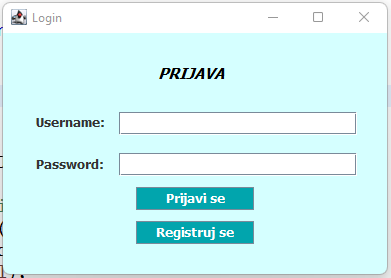 Login
PRIJAVA
Username:
Password:
Prijavi se
Registruj se